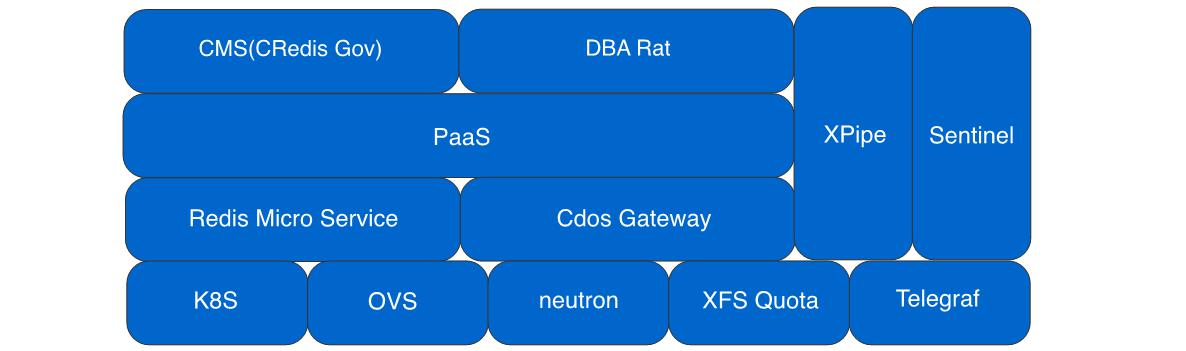 CMS(CRedis Gov)
DBA Rat
PaaS
XPipe
Sentinel
Redis Micro Service
Cdos Gateway
K8S
OVS
neutron
XFS Quota
Telegraf